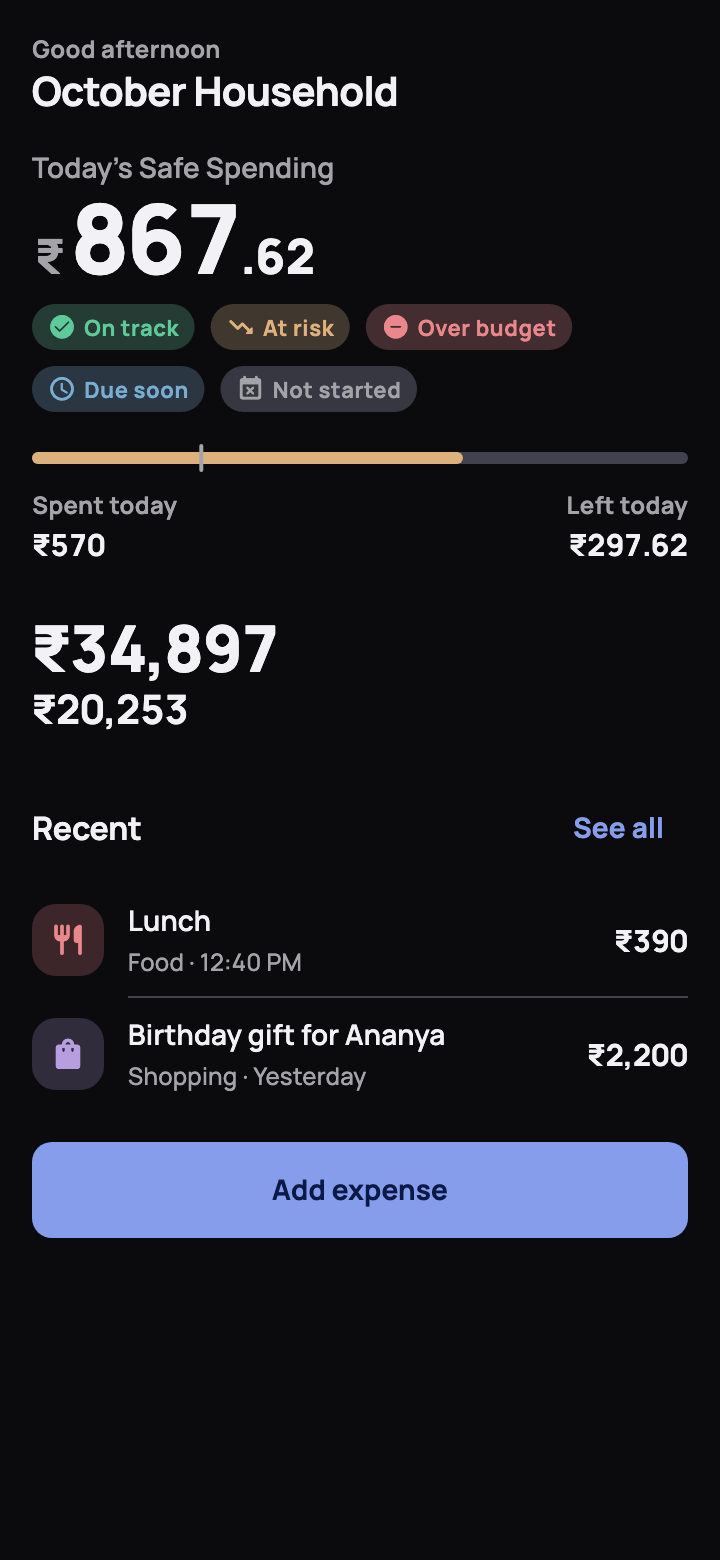 Good afternoon
October Household
Today’s Safe Spending
₹867.62
On track At risk Over budget
Due soon Not started
Spent today Left today
₹570 ₹297.62
₹34,897
₹20,253
Recent See all
Lunch
Food · 12:40 PM
₹390
Birthday gift for Ananya
Shopping · Yesterday
₹2,200
Add expense